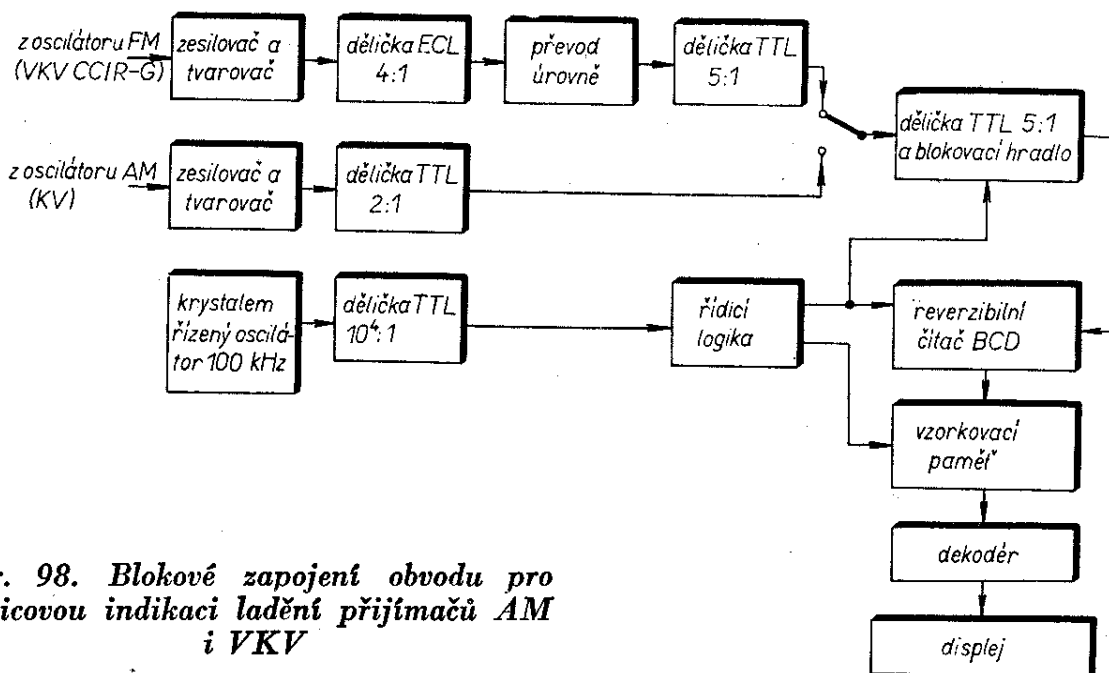 z oscilátoru FM
(VKV CCIR-G)
zesilovač a
tvarovač
dělička ECL
4:1
převod
úrovně
dělička TTL
5:1
dělička TTL 5:1
a blokovací hradlo
z oscilátoru AM
(KV)
zesilovač a
tvarovač
dělička TTL
2:1
krystalem
řízený oscilá-
tor 100 kHz
dělička TTL
10⁴:1
řídicí
logika
reverzibilní
čítač BCD
vzorkovací
paměť
dekodér
displej
r. 98. Blokové zapojení obvodu pro
icovou indikaci ladění přijímačů AM
i VKV